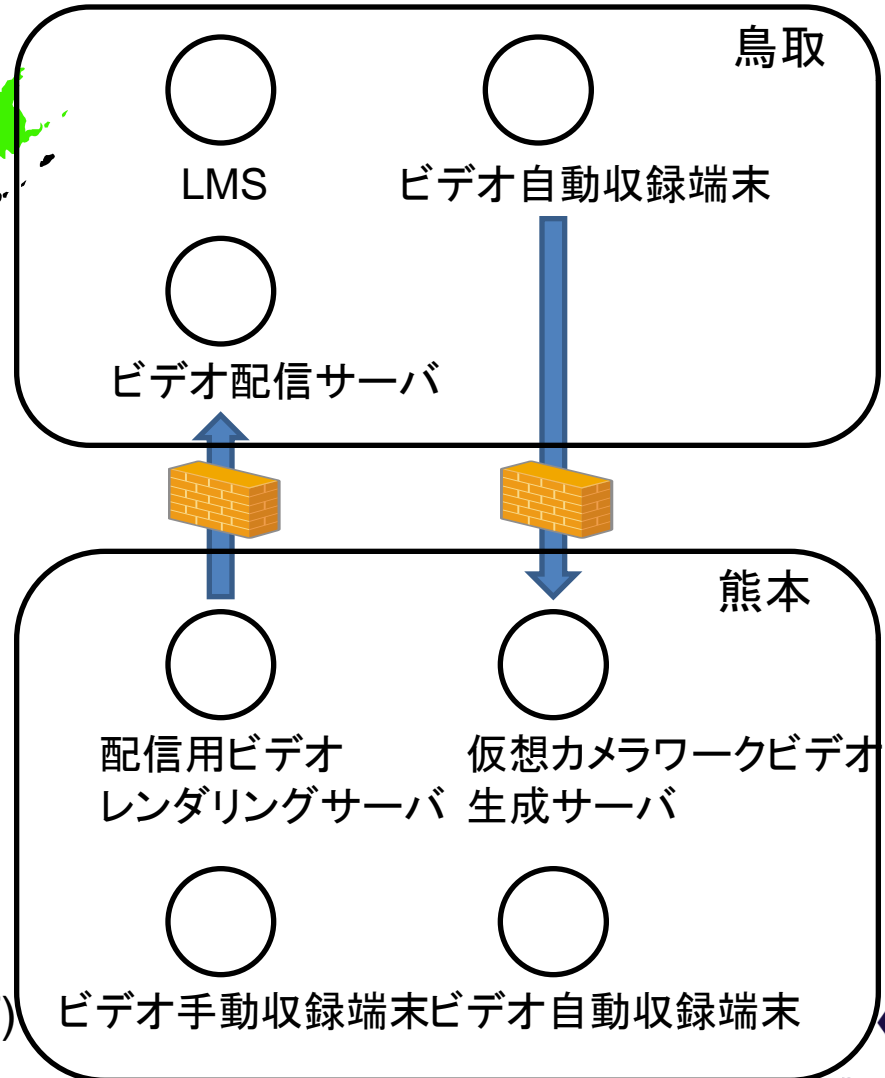 鳥取
LMS
ビデオ自動収録端末
ビデオ配信サーバ
熊本
配信用ビデオ
レンダリングサーバ
仮想カメラワークビデオ
生成サーバ
)
ビデオ手動収録端末
ビデオ自動収録端末